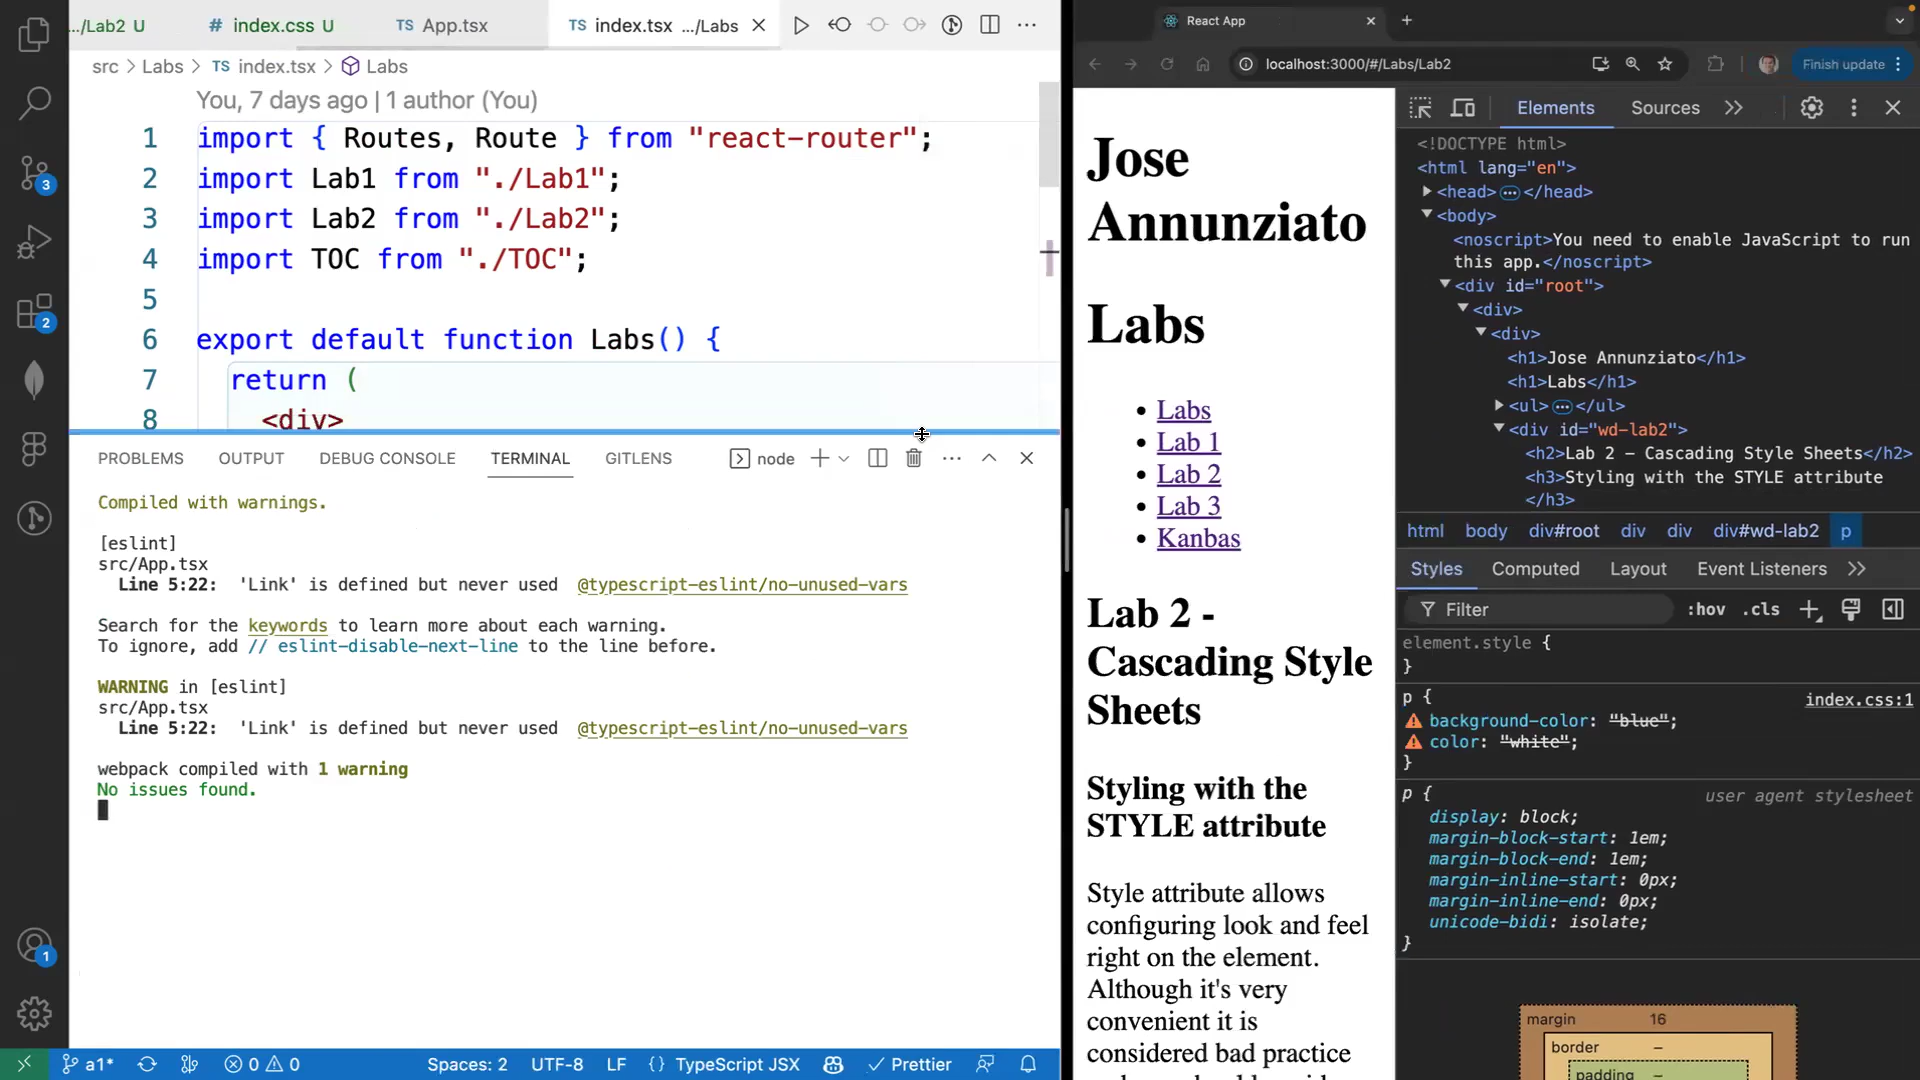 .../Lab2 U
# index.css U
TS App.tsx
TS index.tsx .../Labs
src > Labs > TS index.tsx > Labs
You, 7 days ago | 1 author (You)
1 import { Routes, Route } from "react-router";
2 import Lab1 from "./Lab1";
3 import Lab2 from "./Lab2";
4 import TOC from "./TOC";
5
6 export default function Labs() {
7 return (
8 <div>
PROBLEMS OUTPUT DEBUG CONSOLE TERMINAL GITLENS node
Compiled with warnings.
[eslint]
src/App.tsx
Line 5:22: 'Link' is defined but never used @typescript-eslint/no-unused-vars
Search for the keywords to learn more about each warning.
To ignore, add // eslint-disable-next-line to the line before.
WARNING in [eslint]
src/App.tsx
Line 5:22: 'Link' is defined but never used @typescript-eslint/no-unused-vars
webpack compiled with 1 warning
No issues found.
3
2
1
a1* 0 0 Spaces: 2 UTF-8 LF {} TypeScript JSX Prettier
React App
localhost:3000/#/Labs/Lab2
Finish update
Jose
Annunziato
Labs
• Labs
• Lab 1
• Lab 2
• Lab 3
• Kanbas
Lab 2 -
Cascading Style
Sheets
Styling with the
STYLE attribute
Style attribute allows
configuring look and feel
right on the element.
Although it's very
convenient it is
considered bad practice
Elements Sources
<!DOCTYPE html>
<html lang="en">
<head> ... </head>
<body>
<noscript>You need to enable JavaScript to run
this app.</noscript>
<div id="root">
<div>
<div>
<h1>Jose Annunziato</h1>
<h1>Labs</h1>
<ul> ... </ul>
<div id="wd-lab2">
<h2>Lab 2 – Cascading Style Sheets</h2>
<h3>Styling with the STYLE attribute
</h3>
html body div#root div div div#wd-lab2 p
Styles Computed Layout Event Listeners
Filter :hov .cls
element.style {
}
p { index.css:1
background-color: "blue";
color: "white";
}
p { user agent stylesheet
display: block;
margin-block-start: 1em;
margin-block-end: 1em;
margin-inline-start: 0px;
margin-inline-end: 0px;
unicode-bidi: isolate;
}
margin 16
border –
padding –